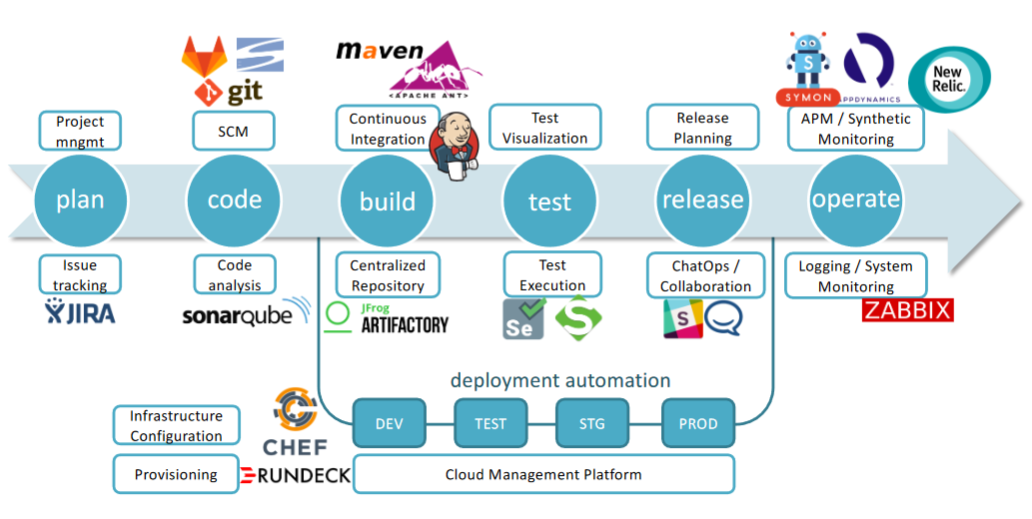 maven
<APACHE ANT>
git
New
Relic.
SYMON
PPDYNAMICS
Project
mngmt
SCM
Continuous
Integration
Test
Visualization
Release
Planning
APM / Synthetic
Monitoring
plan
code
build
test
release
operate
Issue
tracking
Code
analysis
Centralized
Repository
Test
Execution
ChatOps /
Collaboration
Logging / System
Monitoring
JIRA
sonarqube
JFrog
ARTIFACTORY
Se
S
S
ZABBIX
deployment automation
Infrastructure
Configuration
CHEF
DEV
TEST
STG
PROD
Provisioning
RUNDECK
Cloud Management Platform